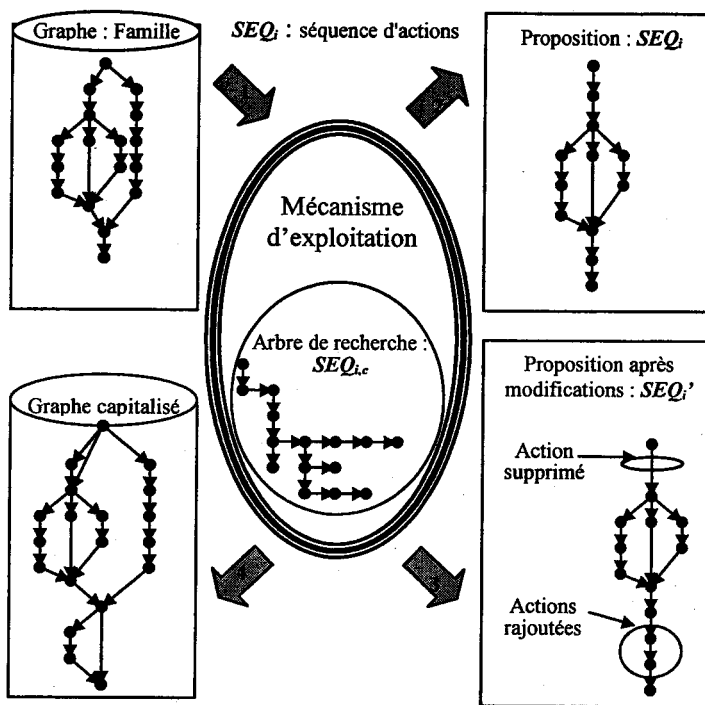 Graphe : Famille
SEQi : séquence d'actions
Proposition : SEQi
Mécanisme
d'exploitation
Arbre de recherche :
SEQi,c
Graphe capitalisé
Proposition après
modifications : SEQi'
Action
supprimé
Actions
rajoutées